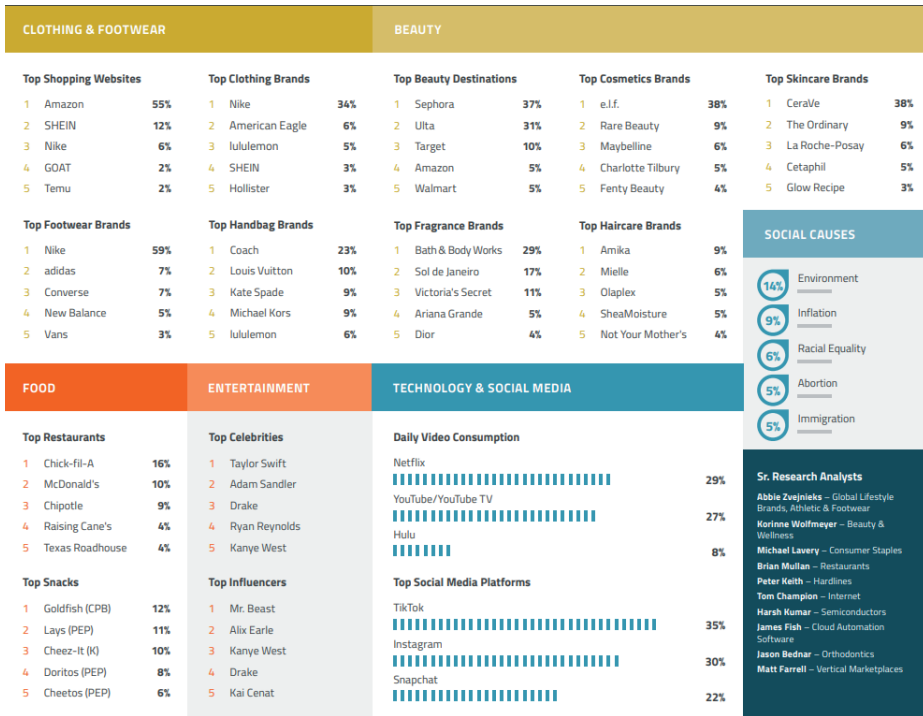 CLOTHING & FOOTWEAR
BEAUTY
Top Shopping Websites
1 Amazon 55%
2 SHEIN 12%
3 Nike 6%
4 GOAT 2%
5 Temu 2%
Top Clothing Brands
1 Nike 34%
2 American Eagle 6%
3 lululemon 5%
4 SHEIN 3%
5 Hollister 3%
Top Beauty Destinations
1 Sephora 37%
2 Ulta 31%
3 Target 10%
4 Amazon 5%
5 Walmart 5%
Top Cosmetics Brands
1 e.l.f. 38%
2 Rare Beauty 9%
3 Maybelline 6%
4 Charlotte Tilbury 5%
5 Fenty Beauty 4%
Top Skincare Brands
1 CeraVe 38%
2 The Ordinary 9%
3 La Roche-Posay 6%
4 Cetaphil 5%
5 Glow Recipe 3%
Top Footwear Brands
1 Nike 59%
2 adidas 7%
3 Converse 7%
4 New Balance 5%
5 Vans 3%
Top Handbag Brands
1 Coach 23%
2 Louis Vuitton 10%
3 Kate Spade 9%
4 Michael Kors 9%
5 lululemon 6%
Top Fragrance Brands
1 Bath & Body Works 29%
2 Sol de Janeiro 17%
3 Victoria's Secret 11%
4 Ariana Grande 5%
5 Dior 4%
Top Haircare Brands
1 Amika 9%
2 Mielle 6%
3 Olaplex 5%
4 SheaMoisture 5%
5 Not Your Mother's 4%
SOCIAL CAUSES
14% Environment
9% Inflation
6% Racial Equality
5% Abortion
5% Immigration
FOOD
ENTERTAINMENT
TECHNOLOGY & SOCIAL MEDIA
Top Restaurants
1 Chick-fil-A 16%
2 McDonald's 10%
3 Chipotle 9%
4 Raising Cane's 4%
5 Texas Roadhouse 4%
Top Celebrities
1 Taylor Swift
2 Adam Sandler
3 Drake
4 Ryan Reynolds
5 Kanye West
Daily Video Consumption
Netflix
29%
YouTube/YouTube TV
27%
Hulu
8%
Top Snacks
1 Goldfish (CPB) 12%
2 Lays (PEP) 11%
3 Cheez-It (K) 10%
4 Doritos (PEP) 8%
5 Cheetos (PEP) 6%
Top Influencers
1 Mr. Beast
2 Alix Earle
3 Kanye West
4 Drake
5 Kai Cenat
Top Social Media Platforms
TikTok
35%
Instagram
30%
Snapchat
22%
Sr. Research Analysts
Abbie Zvejnieks – Global Lifestyle
Brands, Athletic & Footwear
Korinne Wolfmeyer – Beauty &
Wellness
Michael Lavery – Consumer Staples
Brian Mullan – Restaurants
Peter Keith – Hardlines
Tom Champion – Internet
Harsh Kumar – Semiconductors
James Fish – Cloud Automation
Software
Jason Bednar – Orthodontics
Matt Farrell – Vertical Marketplaces